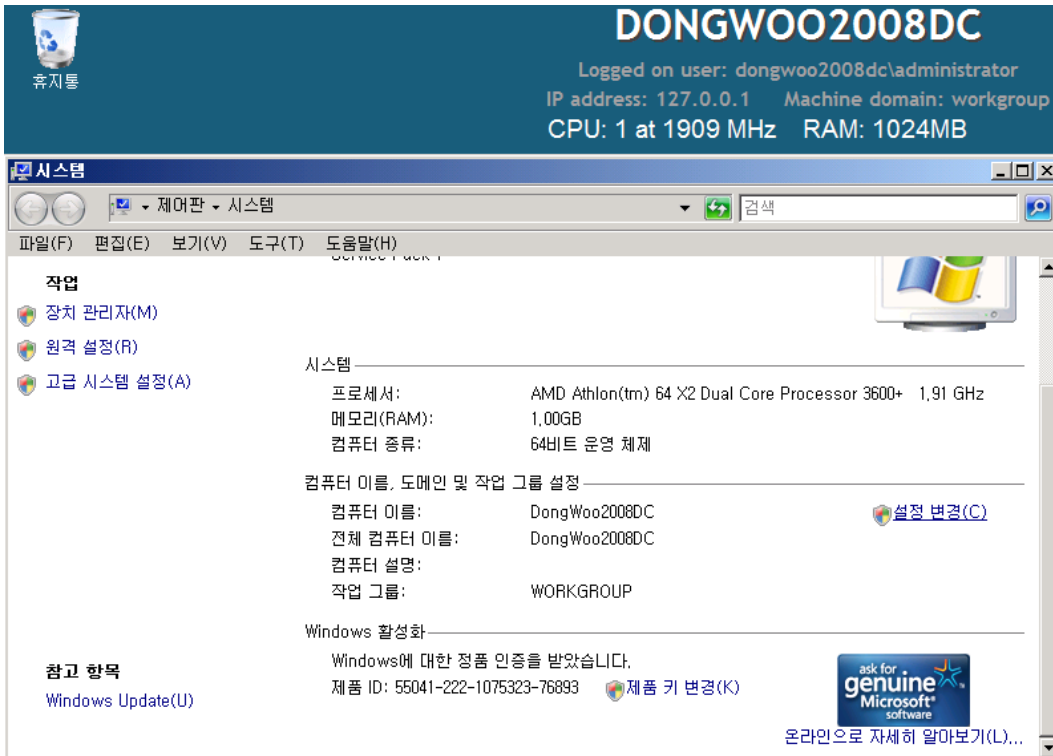 DONGWOO2008DC
휴지통
Logged on user: dongwoo2008dc\administrator
IP address: 127.0.0.1 Machine domain: workgroup
CPU: 1 at 1909 MHz RAM: 1024MB
시스템
제어판 시스템 검색
파일(F) 편집(E) 보기(V) 도구(T) 도움말(H)
Service Pack 1
작업
장치 관리자(M)
원격 설정(R)
고급 시스템 설정(A)
시스템
프로세서: AMD Athlon(tm) 64 X2 Dual Core Processor 3600+ 1,91 GHz
메모리(RAM): 1,00GB
컴퓨터 종류: 64비트 운영 체제
컴퓨터 이름, 도메인 및 작업 그룹 설정
컴퓨터 이름: DongWoo2008DC 설정 변경(C)
전체 컴퓨터 이름: DongWoo2008DC
컴퓨터 설명:
작업 그룹: WORKGROUP
Windows 활성화
Windows에 대한 정품 인증을 받았습니다.
제품 ID: 55041-222-1075323-76893 제품 키 변경(K)
참고 항목
Windows Update(U)
ask for
genuine
Microsoft®
software
온라인으로 자세히 알아보기(L)...